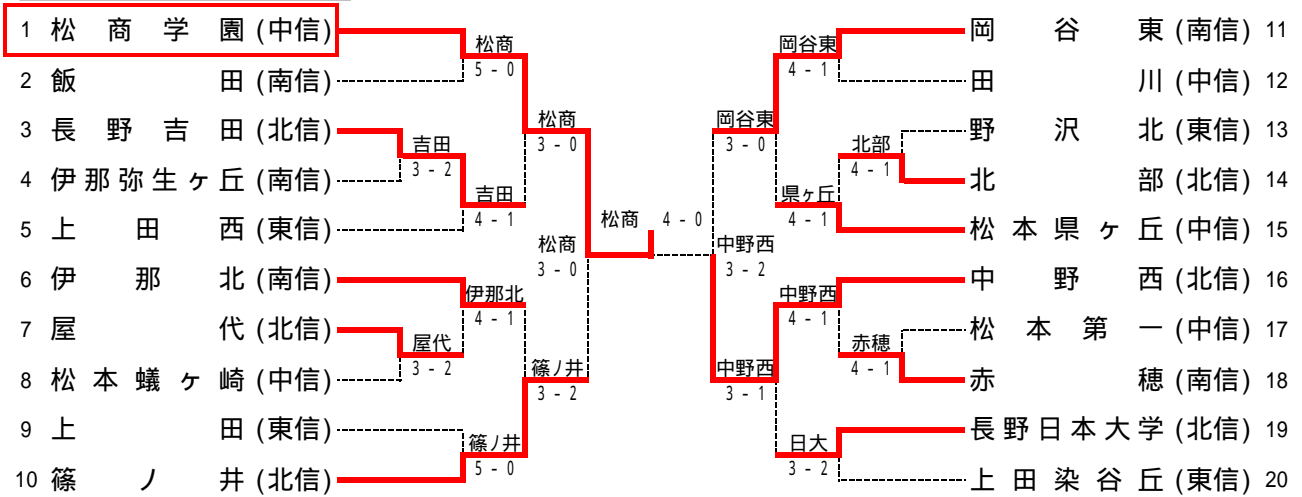 1 松商学園 (中信)
2 飯田 (南信)
3 長野吉田 (北信)
4 伊那弥生ヶ丘 (南信)
5 上田西 (東信)
6 伊那北 (南信)
7 屋代 (北信)
8 松本蟻ヶ崎 (中信)
9 上田 (東信)
10 篠ノ井 (北信)
松商
5 - 0
吉田
3 - 2
吉田
4 - 1
松商
3 - 0
伊那北
4 - 1
屋代
3 - 2
篠ノ井
5 - 0
篠ノ井
3 - 2
松商
3 - 0
松商 4 - 0
中野西
3 - 2
岡谷東
3 - 0
岡谷東
4 - 1
北部
4 - 1
県ヶ丘
4 - 1
中野西
4 - 1
赤穂
4 - 1
中野西
3 - 1
日大
3 - 2
岡谷東 (南信) 11
田川 (中信) 12
野沢北 (東信) 13
北部 (北信) 14
松本県ヶ丘 (中信) 15
中野西 (北信) 16
松本第一 (中信) 17
赤穂 (南信) 18
長野日本大学 (北信) 19
上田染谷丘 (東信) 20